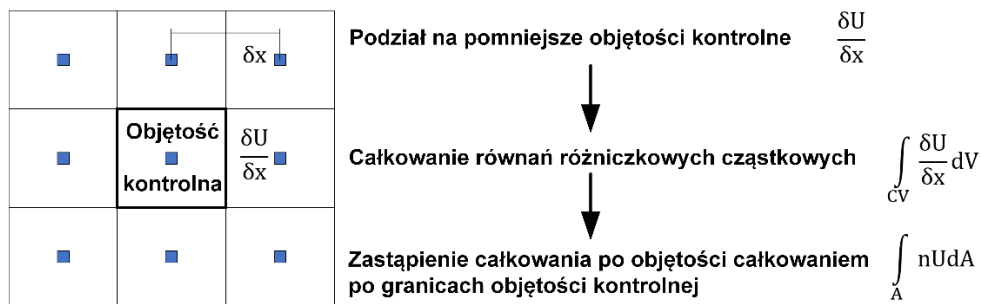 δx
Objętość
kontrolna
δU
δx
Podział na pomniejsze objętości kontrolne δU/δx
Całkowanie równań różniczkowych cząstkowych ∫CV δU/δx dV
Zastąpienie całkowania po objętości całkowaniem
po granicach objętości kontrolnej ∫A nUdA